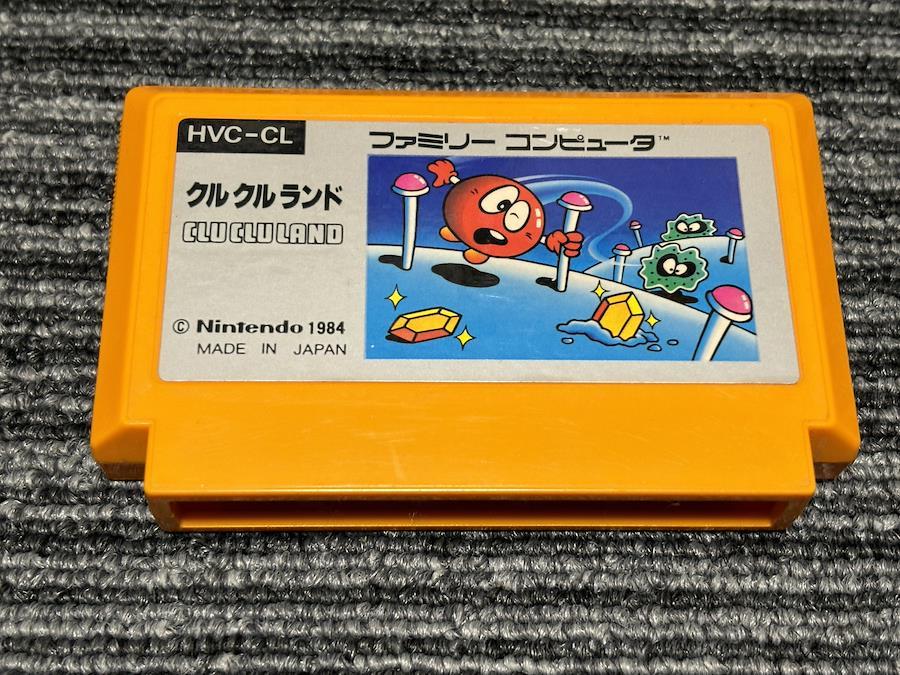 HVC-CL
ファミリー コンピュータ™
クルクルランド
CLU CLU LAND
© Nintendo 1984
MADE IN JAPAN